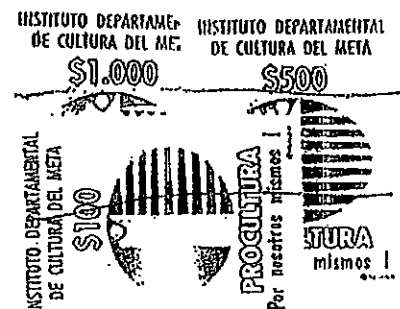 INSTITUTO DEPARTAMEN
DE CULTURA DEL ME
$1.000
INSTITUTO DEPARTAMENTAL
DE CULTURA DEL META
$500
INSTITUTO DEPARTAMENTAL
DE CULTURA DEL META
$100
PROCULTURA
Por nosotros mismos !
TURA
mismos !